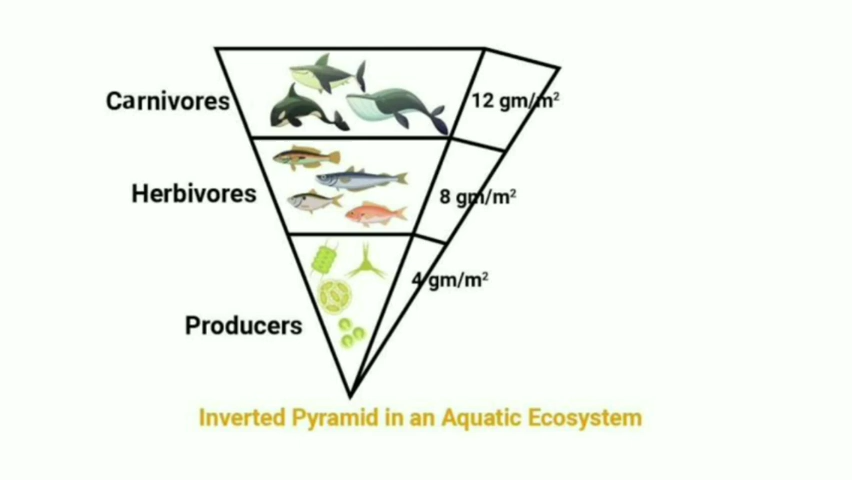 Carnivores
12 gm/m²
Herbivores
8 gm/m²
4 gm/m²
Producers
Inverted Pyramid in an Aquatic Ecosystem